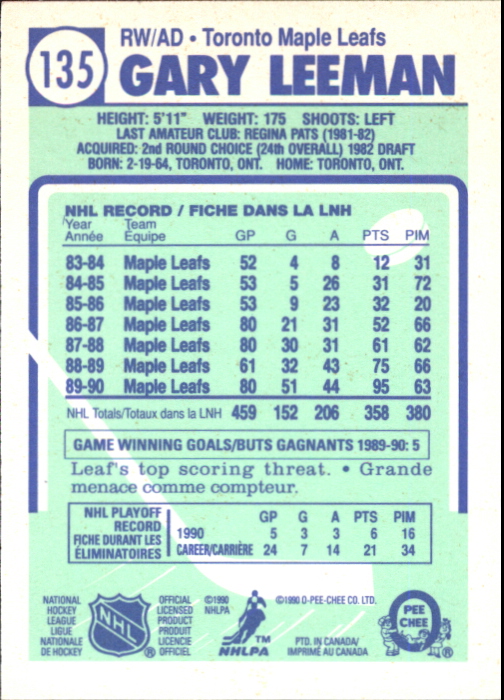 135
RW/AD • Toronto Maple Leafs
GARY LEEMAN
HEIGHT: 5'11" WEIGHT: 175 SHOOTS: LEFT
LAST AMATEUR CLUB: REGINA PATS (1981-82)
ACQUIRED: 2nd ROUND CHOICE (24th OVERALL) 1982 DRAFT
BORN: 2-19-64, TORONTO, ONT. HOME: TORONTO, ONT.
NHL RECORD / FICHE DANS LA LNH
Year Team
Année Équipe GP G A PTS PIM
83-84 Maple Leafs 52 4 8 12 31
84-85 Maple Leafs 53 5 26 31 72
85-86 Maple Leafs 53 9 23 32 20
86-87 Maple Leafs 80 21 31 52 66
87-88 Maple Leafs 80 30 31 61 62
88-89 Maple Leafs 61 32 43 75 66
89-90 Maple Leafs 80 51 44 95 63
NHL Totals/Totaux dans la LNH 459 152 206 358 380
GAME WINNING GOALS/BUTS GAGNANTS 1989-90: 5
Leaf's top scoring threat. • Grande
menace comme compteur.
NHL PLAYOFF
RECORD
FICHE DURANT LES
ÉLIMINATOIRES
GP G A PTS PIM
1990 5 3 3 6 16
CAREER/CARRIÈRE 24 7 14 21 34
NATIONAL
HOCKEY
LEAGUE
LIGUE
NATIONALE
DE HOCKEY
NHL
®
OFFICIAL
LICENSED
PRODUCT
PRODUIT
LICENCIE
OFFICIEL
©1990
NHLPA
TM
NHLPA
©1990 O-PEE-CHEE CO. LTD.
PTD. IN CANADA/
IMPRIMÉ AU CANADA
O
PEE
CHEE
®